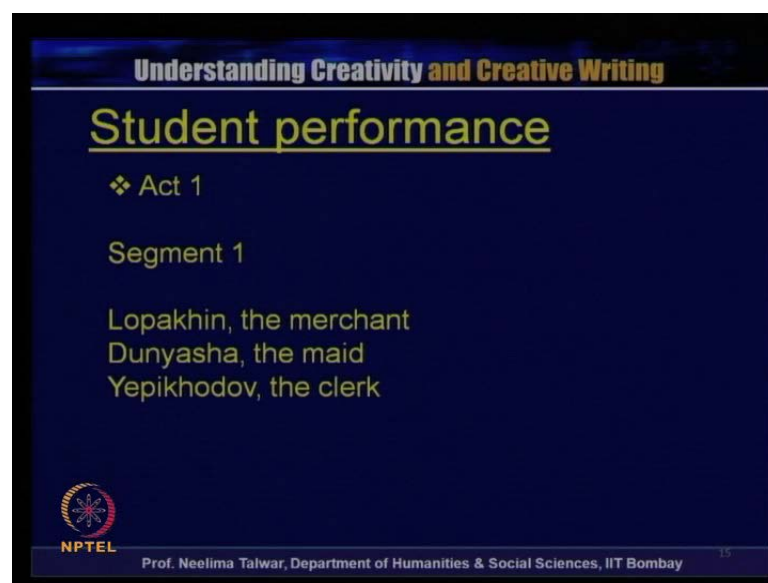 Understanding Creativity and Creative Writing
Student performance
❖ Act 1
Segment 1
Lopakhin, the merchant
Dunyasha, the maid
Yepikhodov, the clerk
NPTEL
Prof. Neelima Talwar, Department of Humanities & Social Sciences, IIT Bombay
15